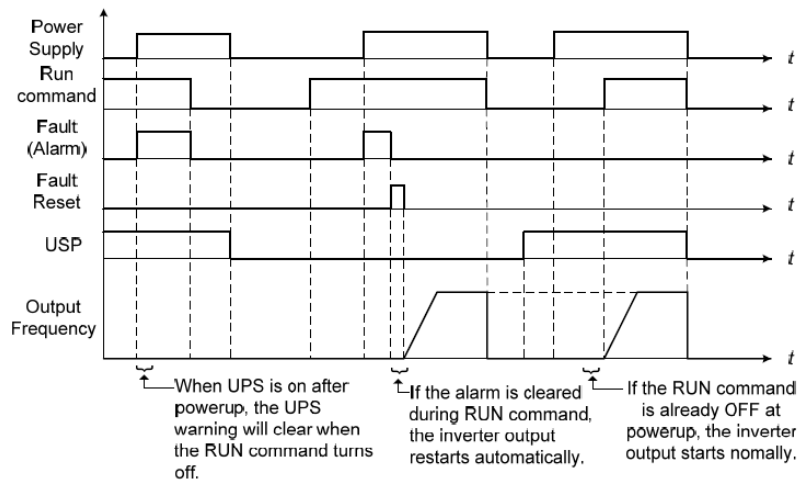 Power
Supply
t
Run
command
t
Fault
(Alarm)
t
Fault
Reset
t
USP
t
Output
Frequency
t
When UPS is on after
powerup, the UPS
warning will clear when
the RUN command turns
off.
If the alarm is cleared
during RUN command,
the inverter output
restarts automatically.
If the RUN command
is already OFF at
powerup, the inverter
output starts nomally.